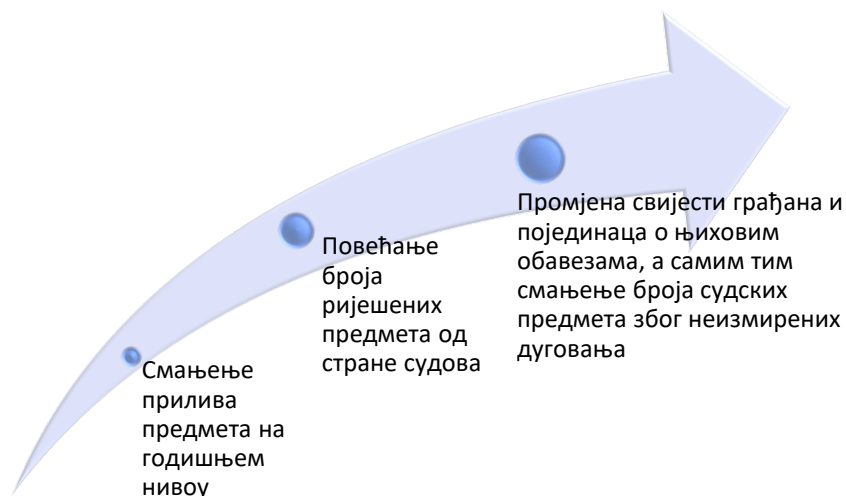 Смањење
прилива
предмета на
годишњем
нивоу
Повећање
броја
ријешених
предмета од
стране судова
Промјена свијести грађана и
појединаца о њиховим
обавезама, а самим тим
смањење броја судских
предмета због неизмирених
дуговања